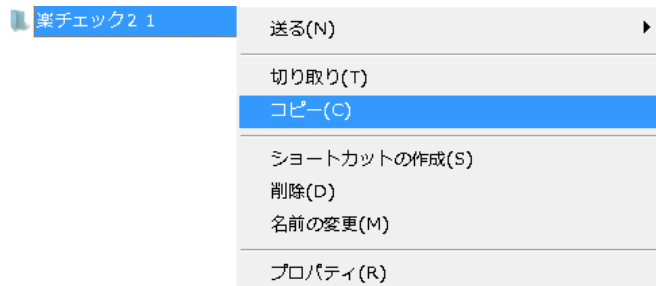 楽チェック2 1
送る(N)
切り取り(T)
コピー(C)
ショートカットの作成(S)
削除(D)
名前の変更(M)
プロパティ(R)